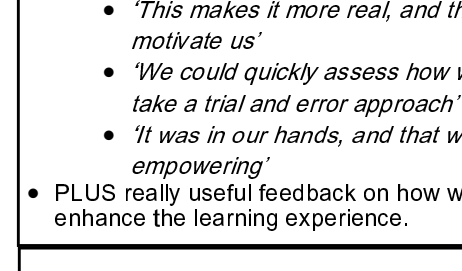 • 'This makes it more real, and th
motivate us'
• 'We could quickly assess how w
take a trial and error approach'
• 'It was in our hands, and that w
empowering'
• PLUS really useful feedback on how w
enhance the learning experience.